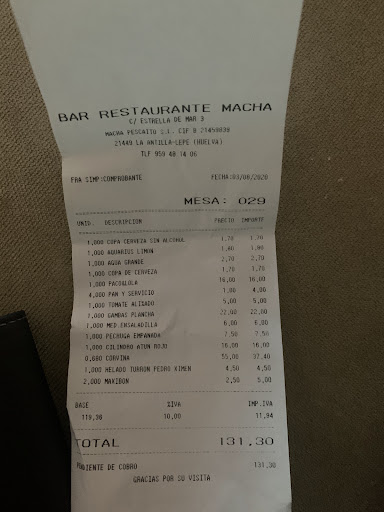 BAR RESTAURANTE MACHA
C/ ESTRELLA DE MAR 3
MACHA PESCAITO S.L. CIF B 21459839
21449 LA ANTILLA-LEPE (HUELVA)
TLF 959 48 14 06
FRA SIMP:COMPROBANTE FECHA:03/08/2020
MESA: 029
UNID. DESCRIPCION PRECIO IMPORTE
1,000 COPA CERVEZA SIN ALCOHOL 1,70 1,70
1,000 AQUARIUS LIMON 1,80 1,80
1,000 AGUA GRANDE 2,70 2,70
1,000 COPA DE CERVEZA 1,70 1,70
1,000 16,00 16,00
4,000 PAN Y SERVICIO 1,00 4,00
1,000 TOMATE ALIÑADO 5,00 5,00
1,000 GAMBAS PLANCHA 22,00 22,00
1,000 MED.ENSALADILLA 6,00 6,00
1,000 PECHUGA EMPANADA 7,50 7,50
1,000 CILINDRO ATUN ROJO 16,00 16,00
0,680 CORVINA 55,00 37,40
1,000 HELADO TURRON PEDRO XIMEN 4,50 4,50
2,000 MAXIBON 2,50 5,00
BASE %IVA IMP.IVA
119,36 10,00 11,94
TOTAL 131,30
PENDIENTE DE COBRO 131,30
GRACIAS POR SU VISITA